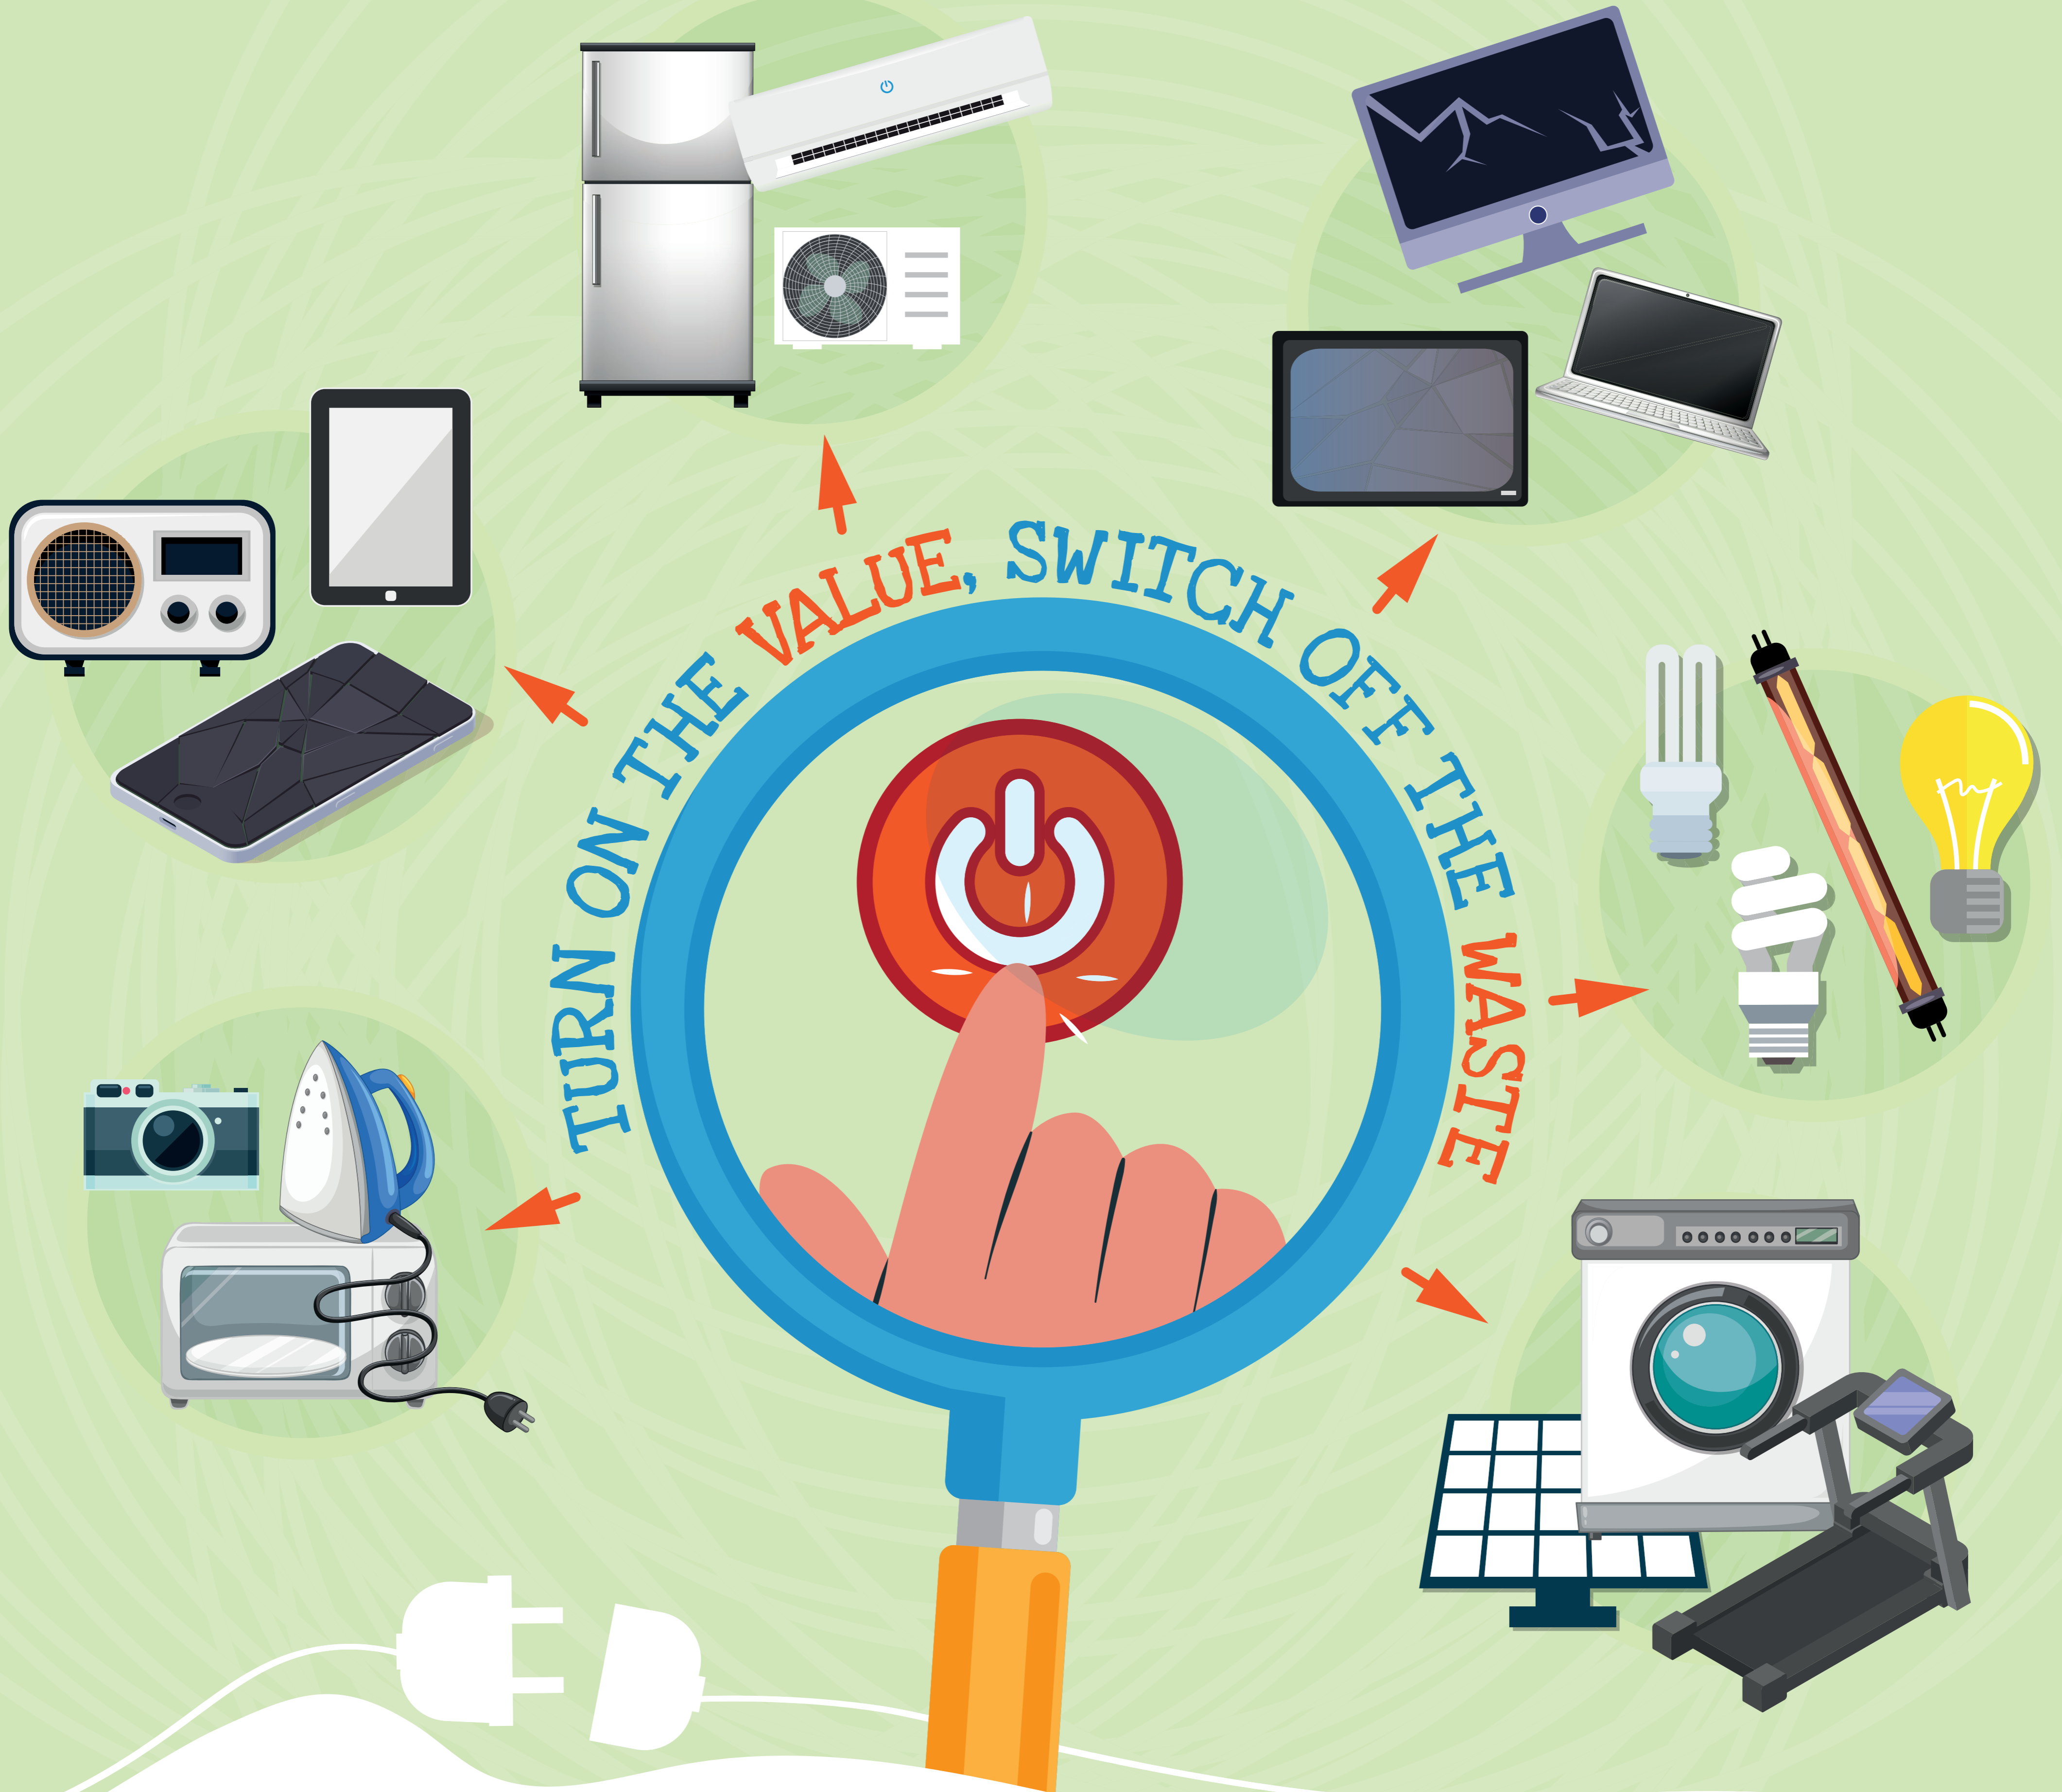 TURN ON THE VALUE, SWITCH OFF THE WASTE